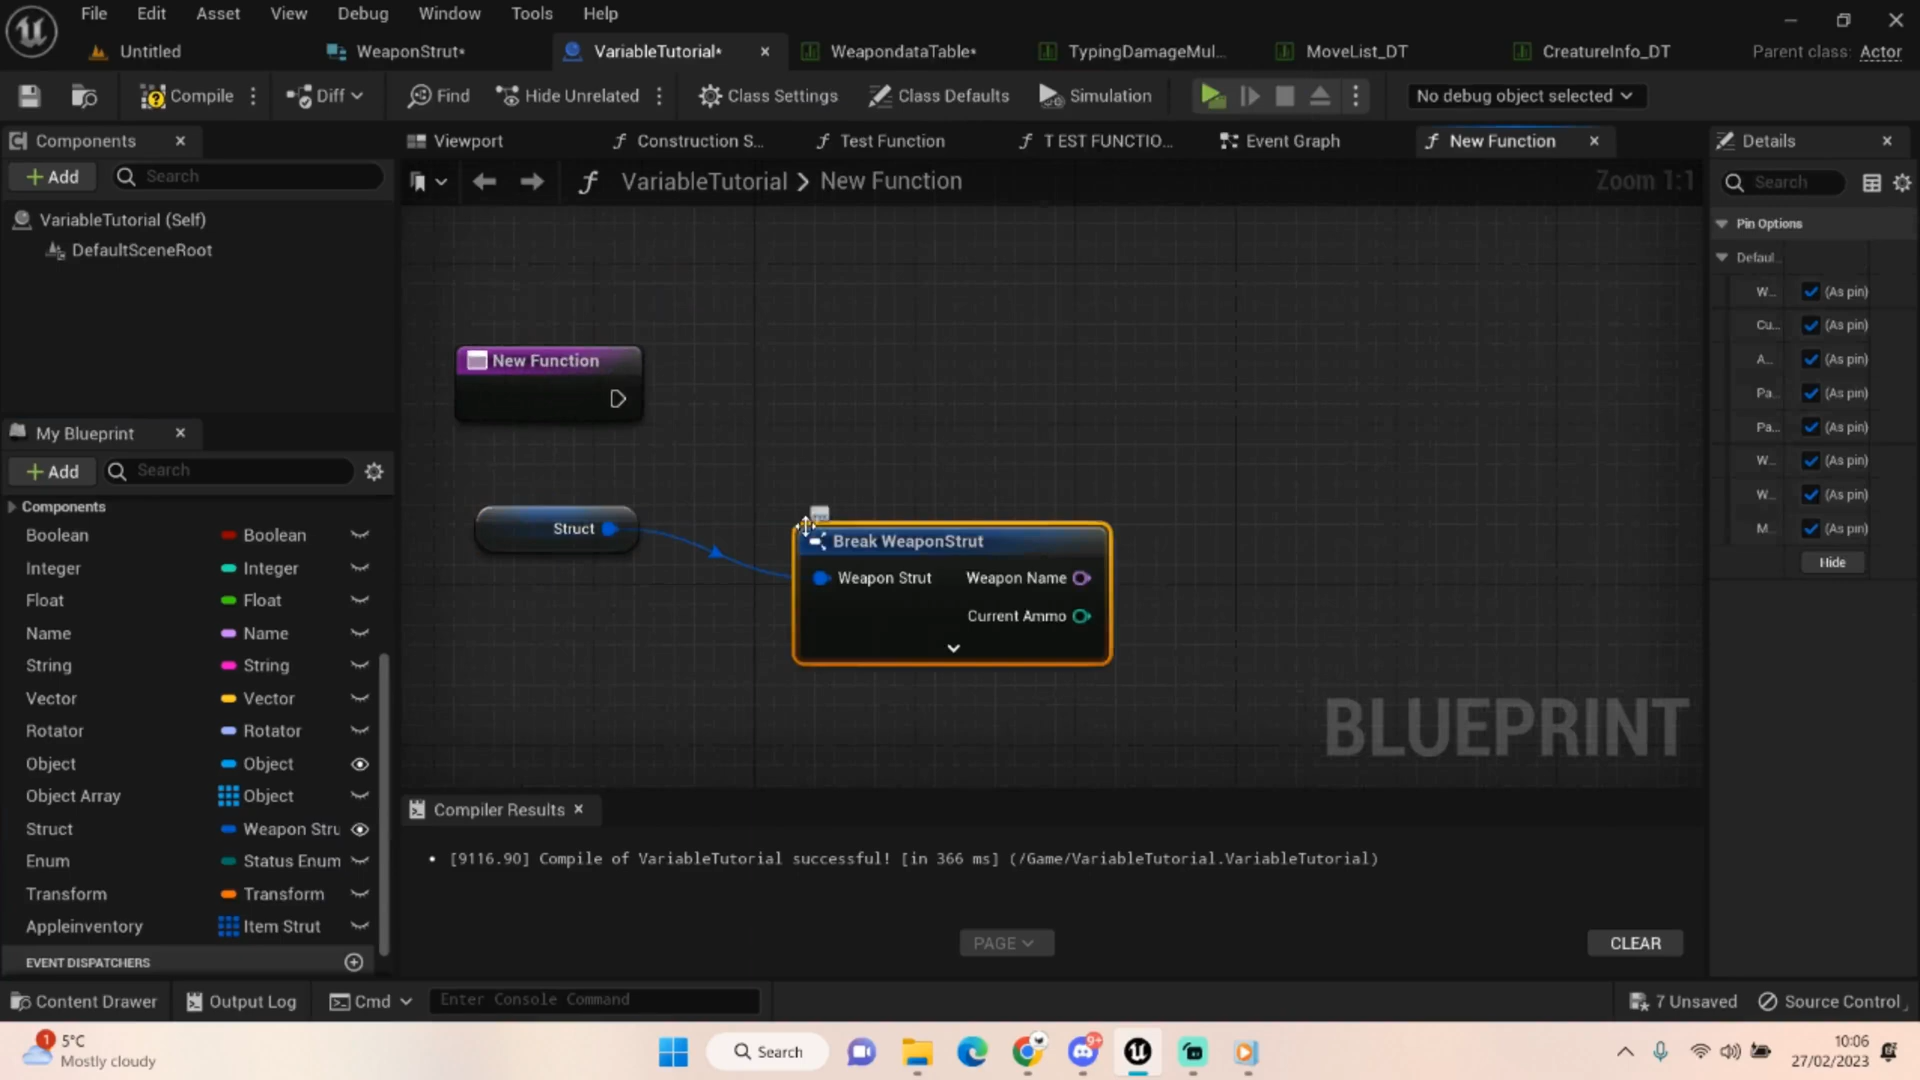 File Edit Asset View Debug Window Tools Help
Untitled WeaponStrut* VariableTutorial* WeapondataTable* TypingDamageMul... MoveList_DT CreatureInfo_DT Parent class: Actor
Compile Diff Find Hide Unrelated Class Settings Class Defaults Simulation No debug object selected
Components Viewport Construction S... Test Function T EST FUNCTIO... Event Graph New Function Details
Add Search VariableTutorial > New Function Zoom 1:1 Search
VariableTutorial (Self)
DefaultSceneRoot
Pin Options
Defaul...
W... (As pin)
Cu... (As pin)
A... (As pin)
Pa... (As pin)
Pa... (As pin)
W... (As pin)
W... (As pin)
M... (As pin)
Hide
New Function
Struct
Break WeaponStrut
Weapon Strut Weapon Name
Current Ammo
BLUEPRINT
My Blueprint
Add Search
Components
Boolean Boolean
Integer Integer
Float Float
Name Name
String String
Vector Vector
Rotator Rotator
Object Object
Object Array Object
Struct Weapon Stru
Enum Status Enum
Transform Transform
Appleinventory Item Strut
EVENT DISPATCHERS
Compiler Results
[9116.90] Compile of VariableTutorial successful! [in 366 ms] (/Game/VariableTutorial.VariableTutorial)
PAGE CLEAR
Content Drawer Output Log Cmd Enter Console Command 7 Unsaved Source Control
1 5°C
Mostly cloudy
Search
9+
10:06
27/02/2023